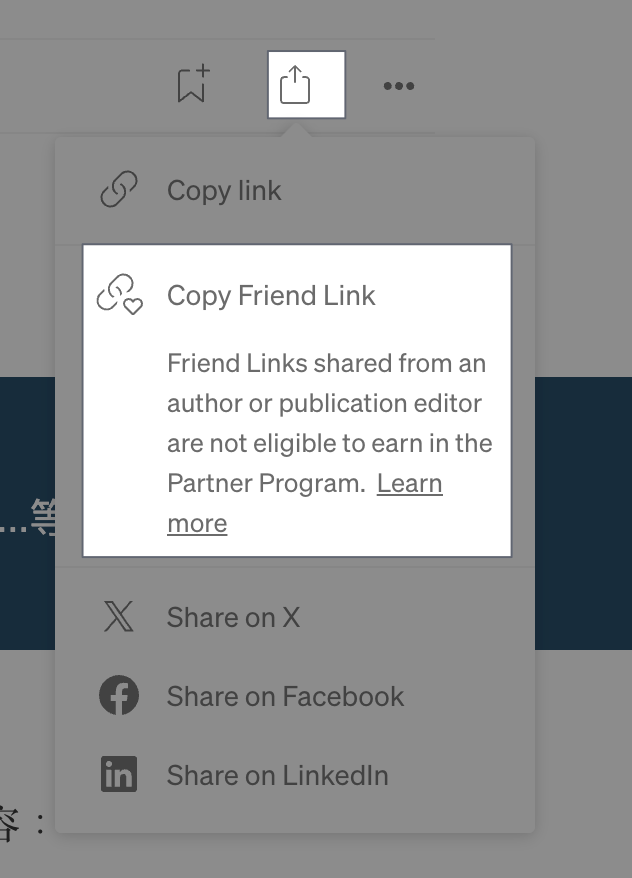 Copy link
Copy Friend Link
Friend Links shared from an
author or publication editor
are not eligible to earn in the
Partner Program. Learn
more
...等
Share on X
Share on Facebook
Share on LinkedIn
容：